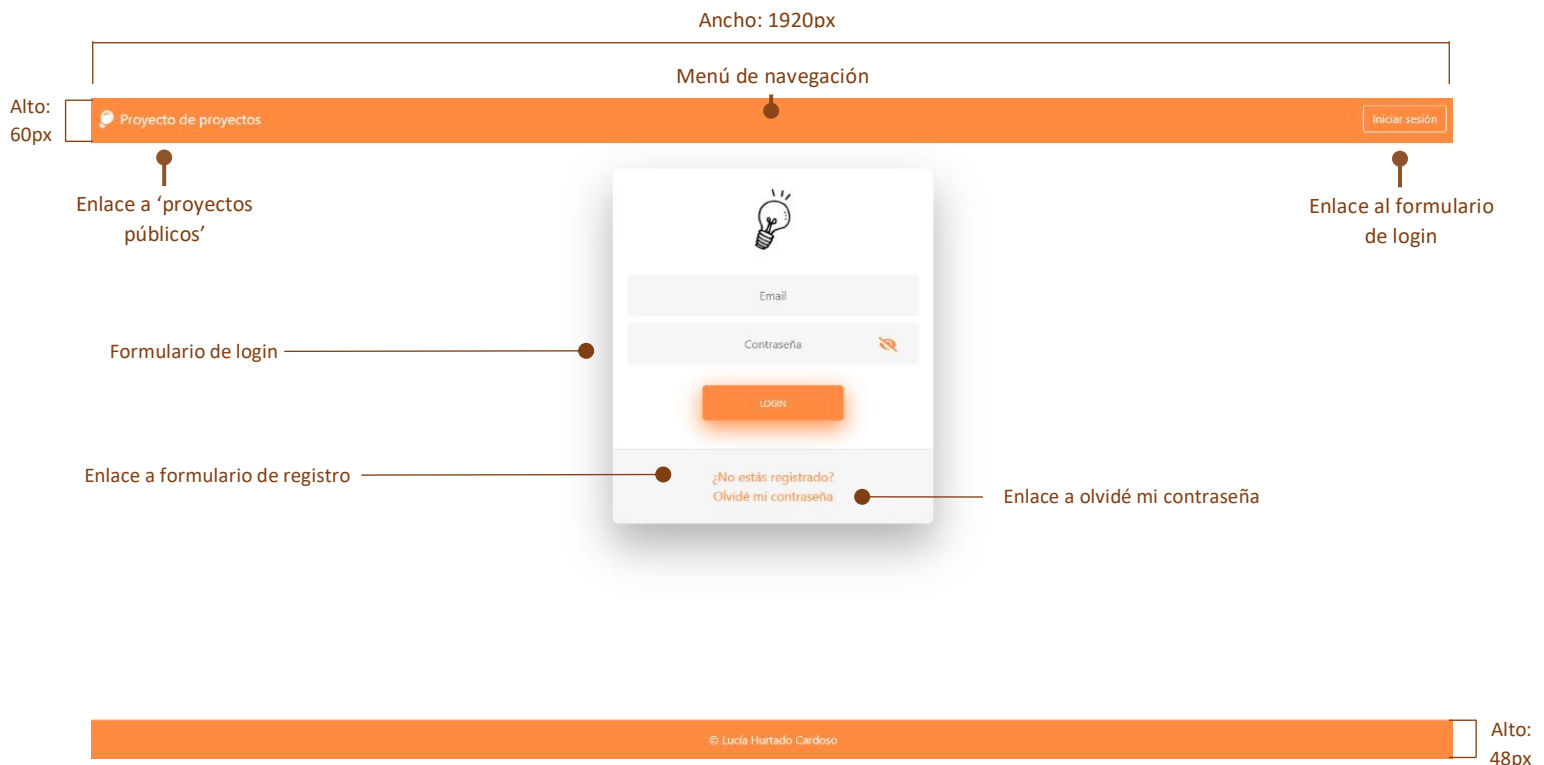 Ancho: 1920px
Menú de navegación
Alto:
60px
Proyecto de proyectos
Iniciar sesión
Enlace a ‘proyectos
públicos’
Enlace al formulario
de login
Email
Contraseña
Formulario de login
LOGIN
Enlace a formulario de registro
¿No estás registrado?
Olvidé mi contraseña
Enlace a olvidé mi contraseña
© Lucía Hurtado Cardoso
Alto:
48px